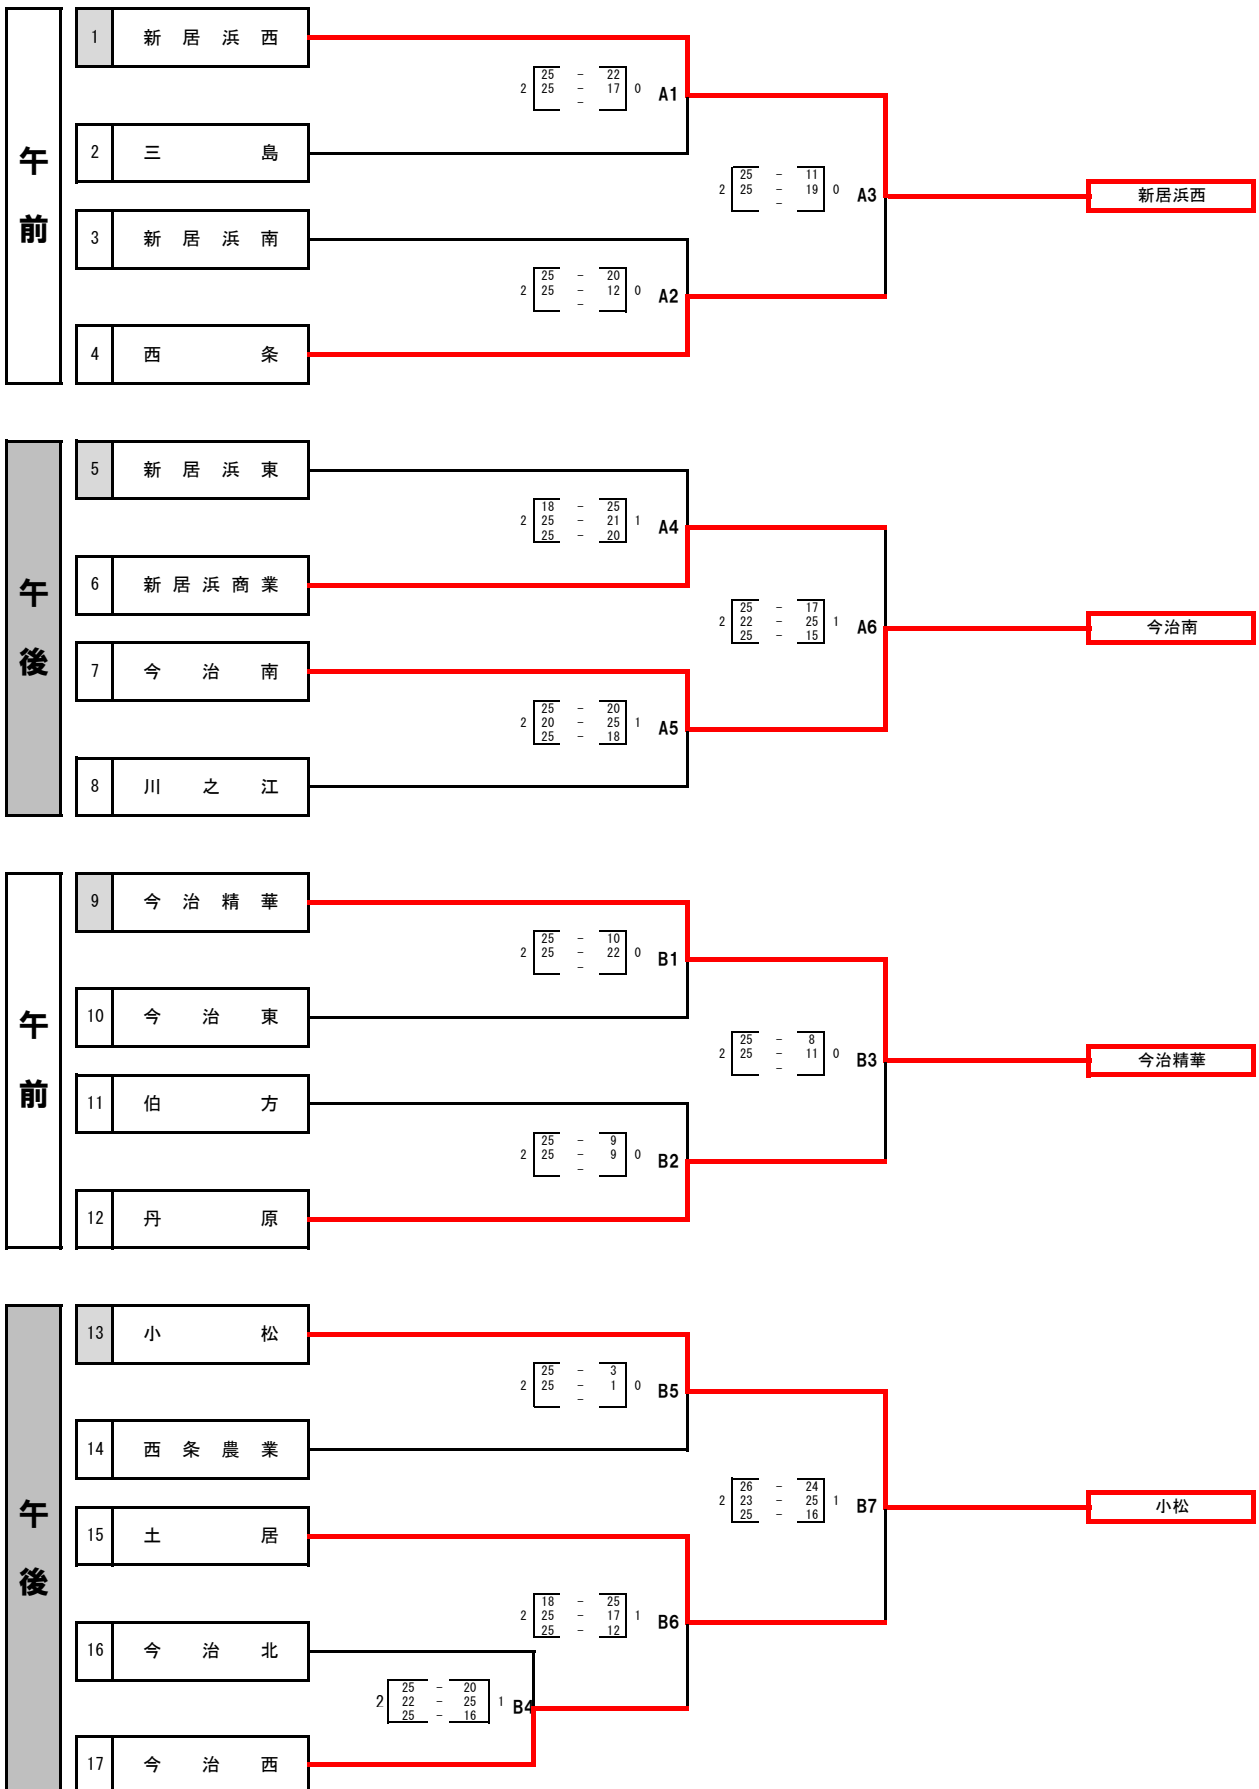 午前
1 新居浜西
25 - 22
2 25 - 17 0 A1
-
2 三島
25 - 11
2 25 - 19 0 A3
-
新居浜西
3 新居浜南
25 - 20
2 25 - 12 0 A2
-
4 西条
午後
5 新居浜東
18 - 25
2 25 - 21 1 A4
25 - 20
6 新居浜商業
25 - 17
2 22 - 25 1 A6
25 - 15
今治南
7 今治南
25 - 20
2 20 - 25 1 A5
25 - 18
8 川之江
午前
9 今治精華
25 - 10
2 25 - 22 0 B1
-
10 今治東
25 - 8
2 25 - 11 0 B3
-
今治精華
11 伯方
25 - 9
2 25 - 9 0 B2
-
12 丹原
午後
13 小松
25 - 3
2 25 - 1 0 B5
-
14 西条農業
26 - 24
2 23 - 25 1 B7
25 - 16
小松
15 土居
18 - 25
2 25 - 17 1 B6
25 - 12
16 今治北
25 - 20
2 22 - 25 1 B4
25 - 16
17 今治西